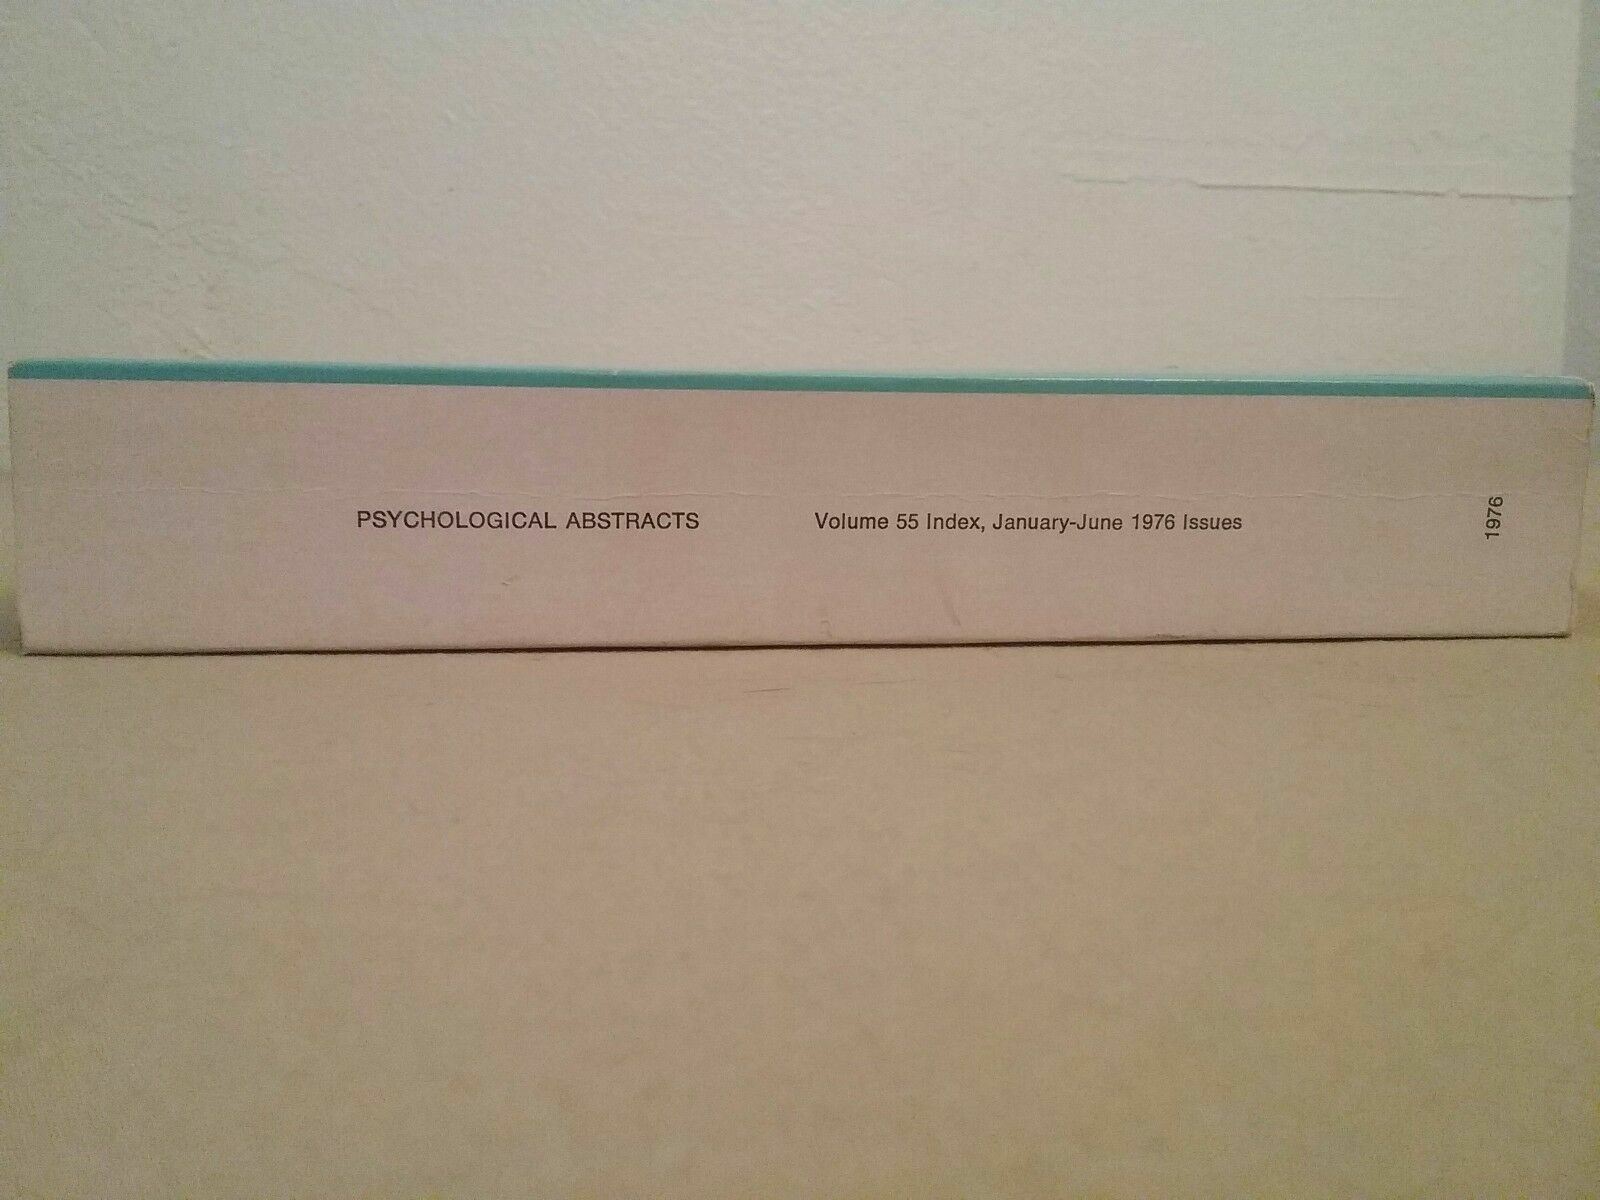 PSYCHOLOGICAL ABSTRACTS
Volume 55 Index, January-June 1976 Issues
1976